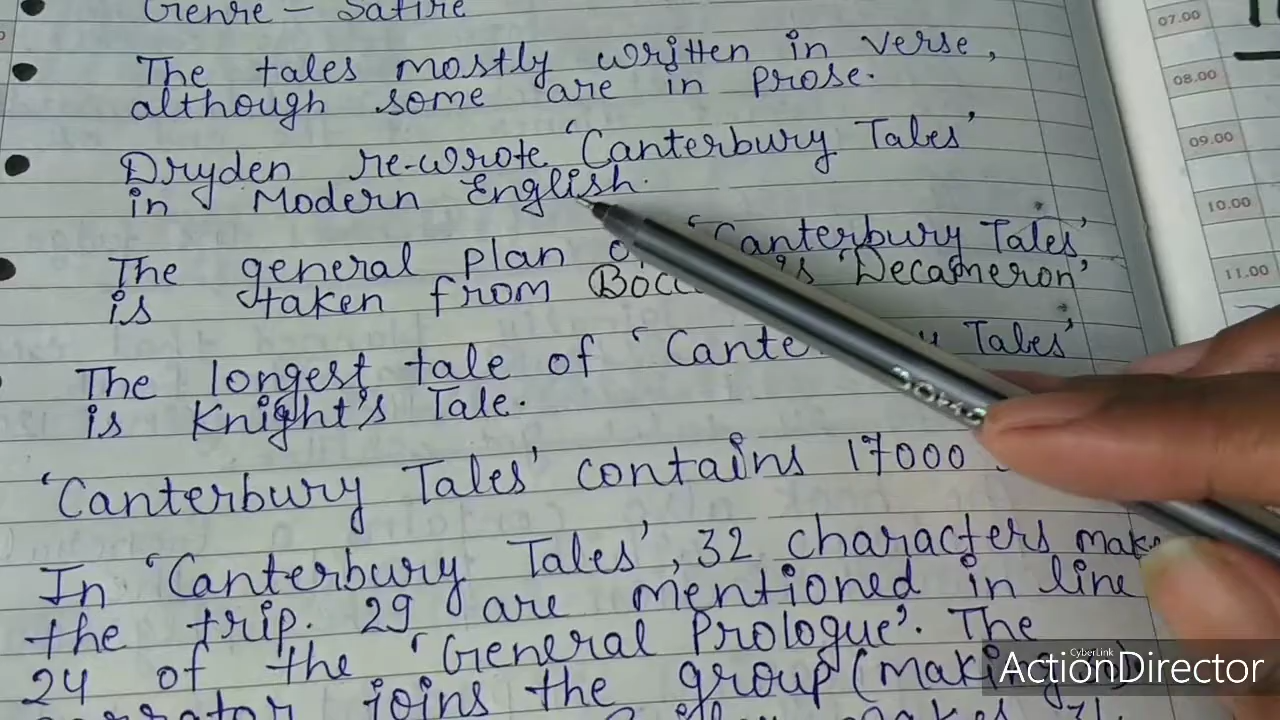 Genre - Satire
The tales mostly written in verse,
although some are in prose.
Dryden re-wrote 'Canterbury Tales'
in Modern English.
The general plan 'Canterbury Tales'
is taken from 'Decameron'
The longest tale of Tales'
is Knight's Tale.
'Canterbury Tales' contains 17000
In 'Canterbury Tales', 32 characters make
the trip. 29 are mentioned in line
24 of the 'General Prologue'. The
joins the group (making
07.00
08.00
09.00
10.00
11.00
CyberLink
ActionDirector